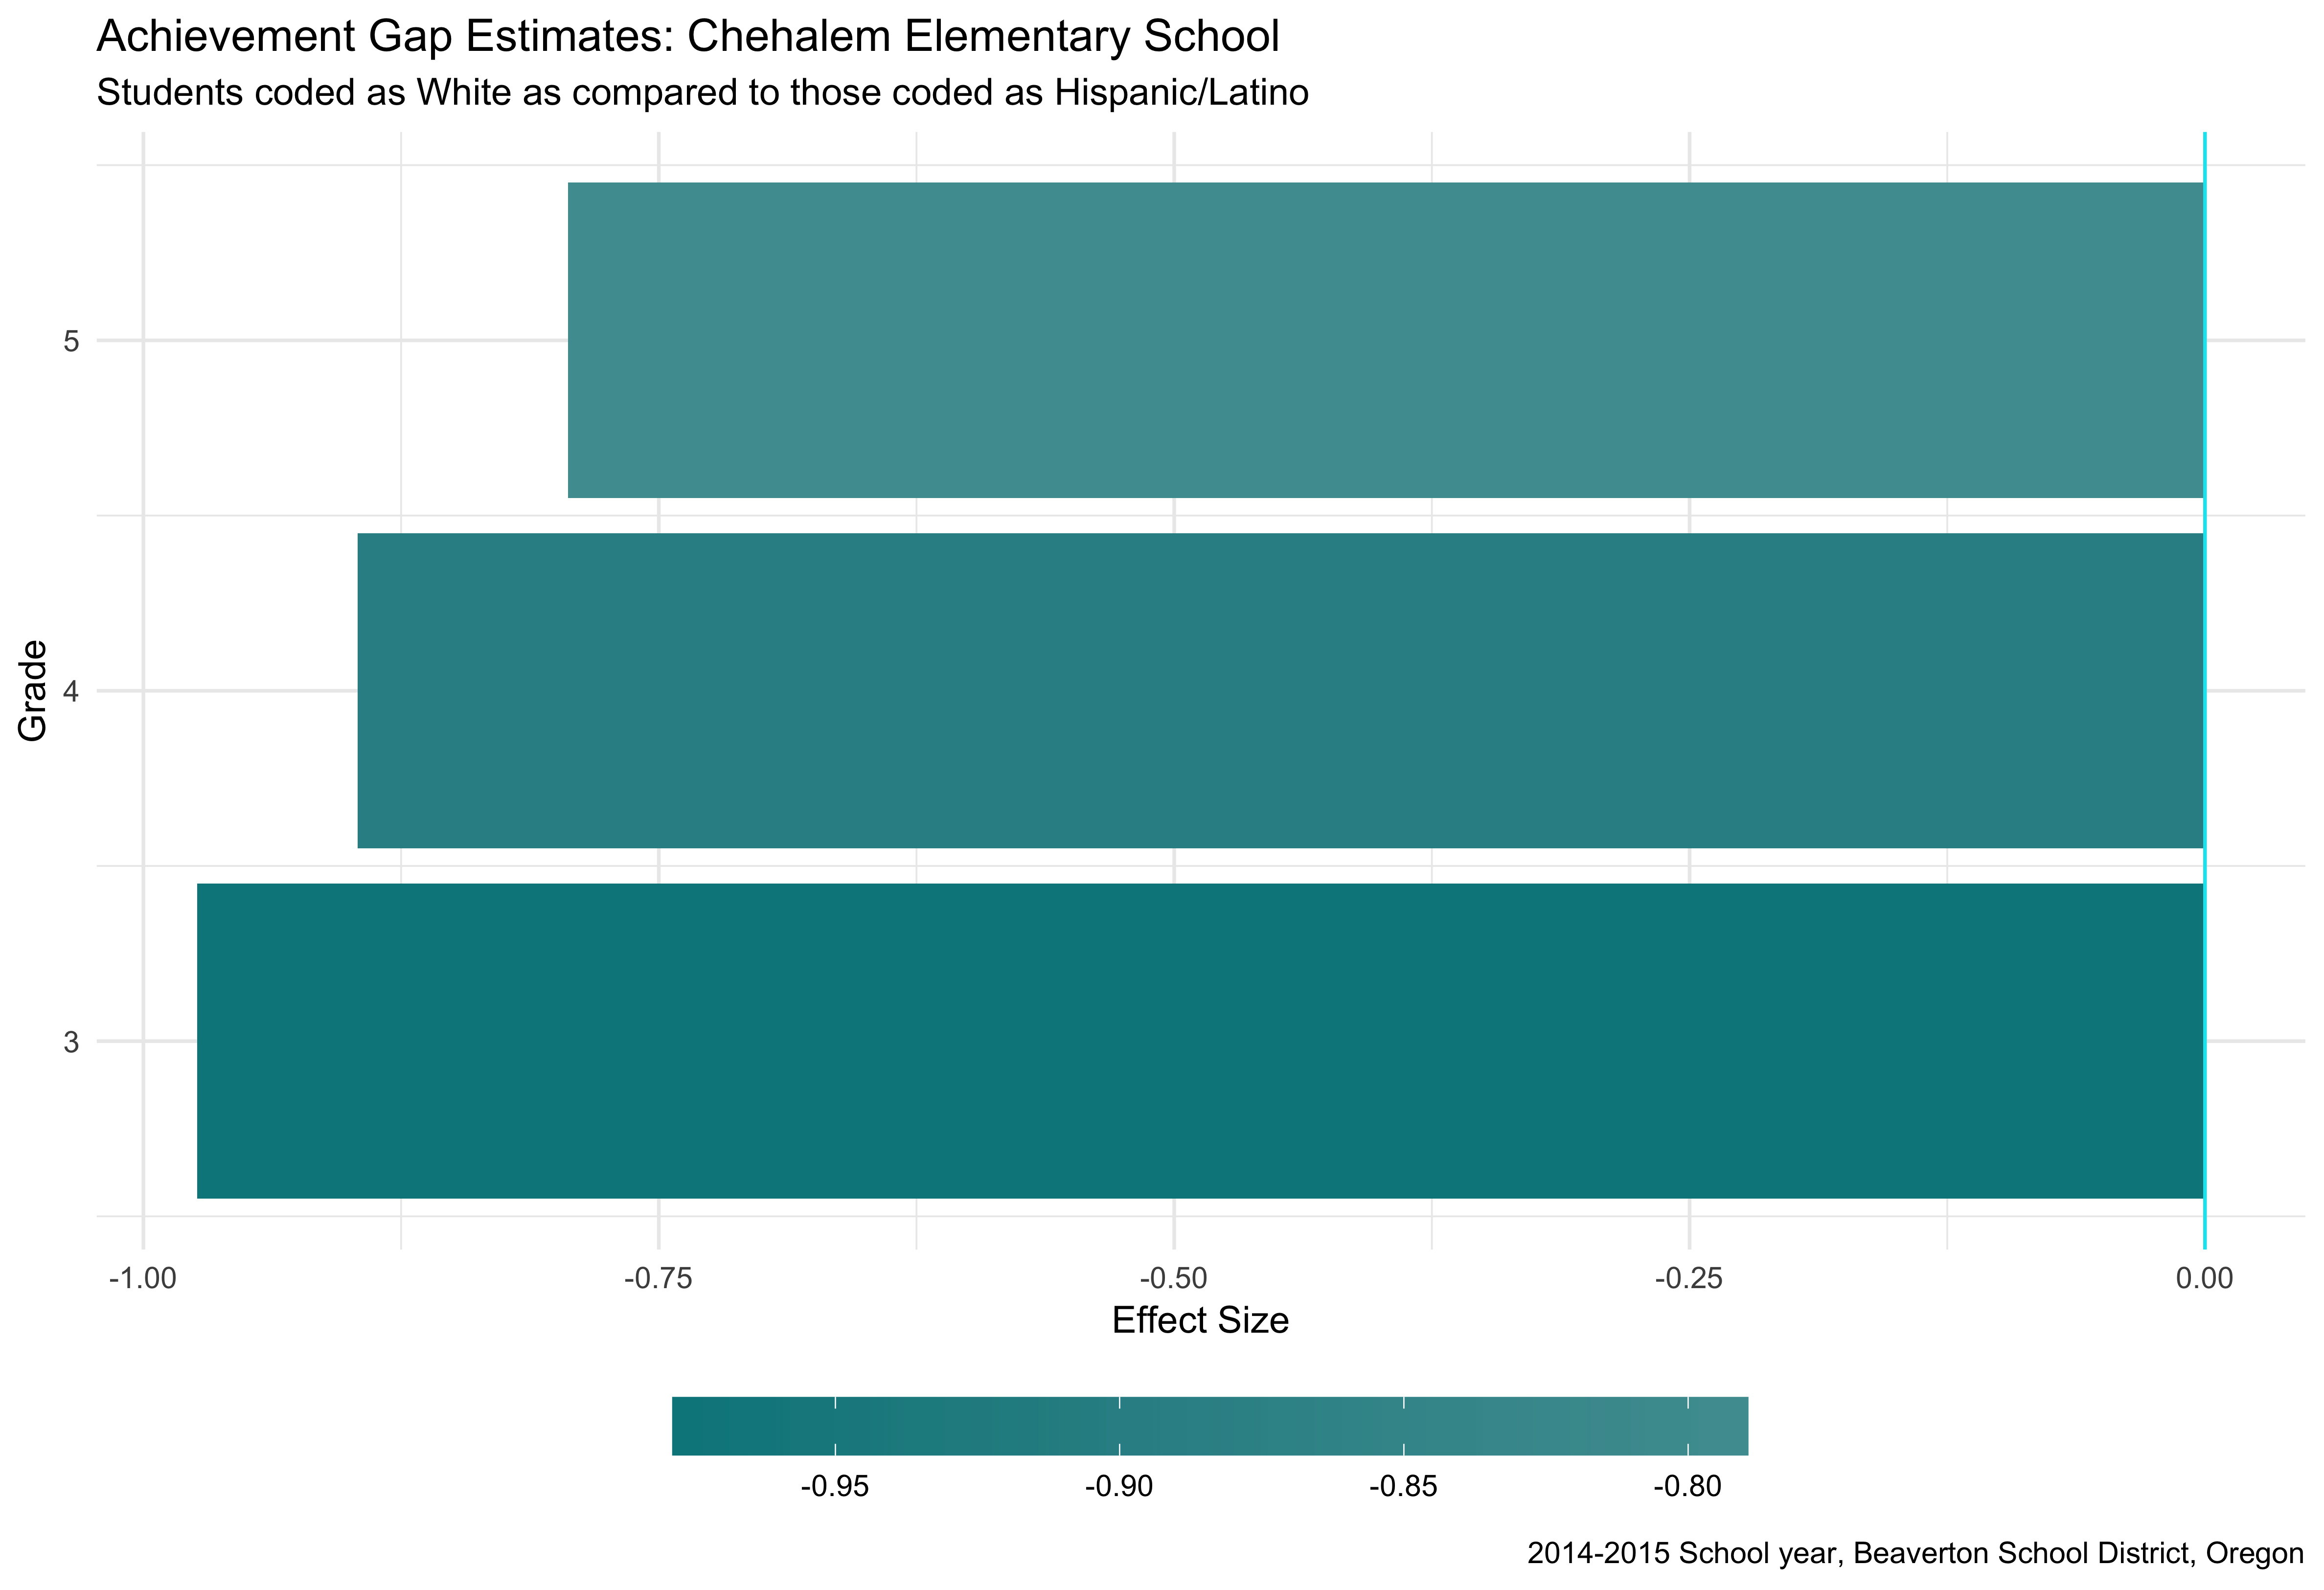 Achievement Gap Estimates: Chehalem Elementary School
Students coded as White as compared to those coded as Hispanic/Latino
5
4
3
Grade
-1.00 -0.75 -0.50 -0.25 0.00
Effect Size
-0.95 -0.90 -0.85 -0.80
2014-2015 School year, Beaverton School District, Oregon